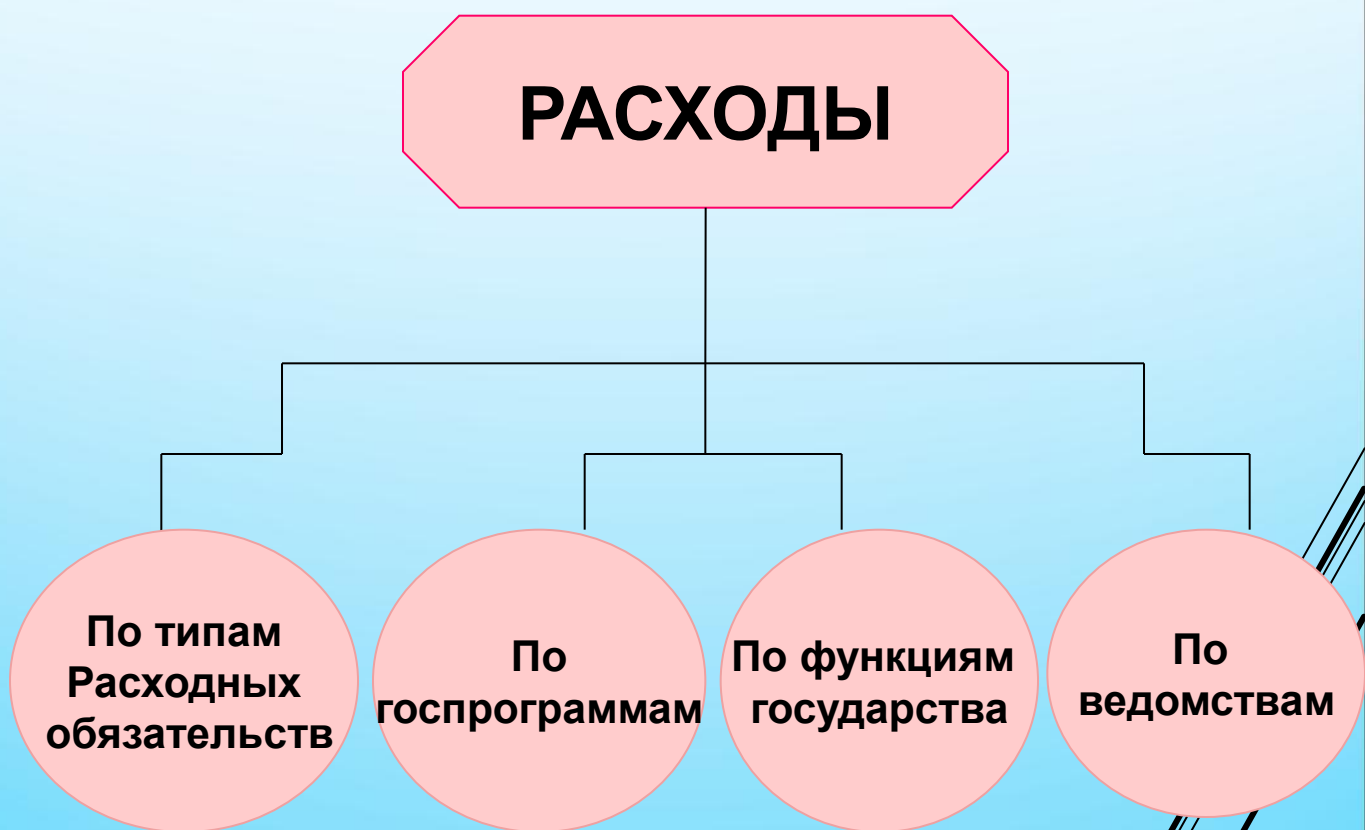 РАСХОДЫ
По типам
Расходных
обязательств
По
госпрограммам
По функциям
государства
По
ведомствам